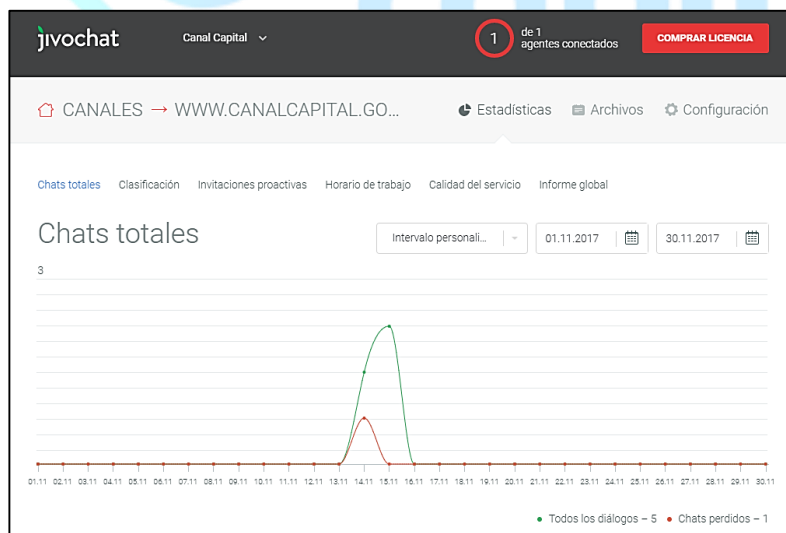 jivochat
Canal Capital
1
de 1
agentes conectados
COMPRAR LICENCIA
CANALES → WWW.CANALCAPITAL.GO...
Estadísticas
Archivos
Configuración
Chats totales
Clasificación
Invitaciones proactivas
Horario de trabajo
Calidad del servicio
Informe global
Chats totales
Intervalo personali...
01.11.2017
30.11.2017
3
01.11 02.11 03.11 04.11 05.11 06.11 07.11 08.11 09.11 10.11 11.11 12.11 13.11 14.11 15.11 16.11 17.11 18.11 19.11 20.11 21.11 22.11 23.11 24.11 25.11 26.11 27.11 28.11 29.11 30.11
Todos los diálogos – 5
Chats perdidos – 1